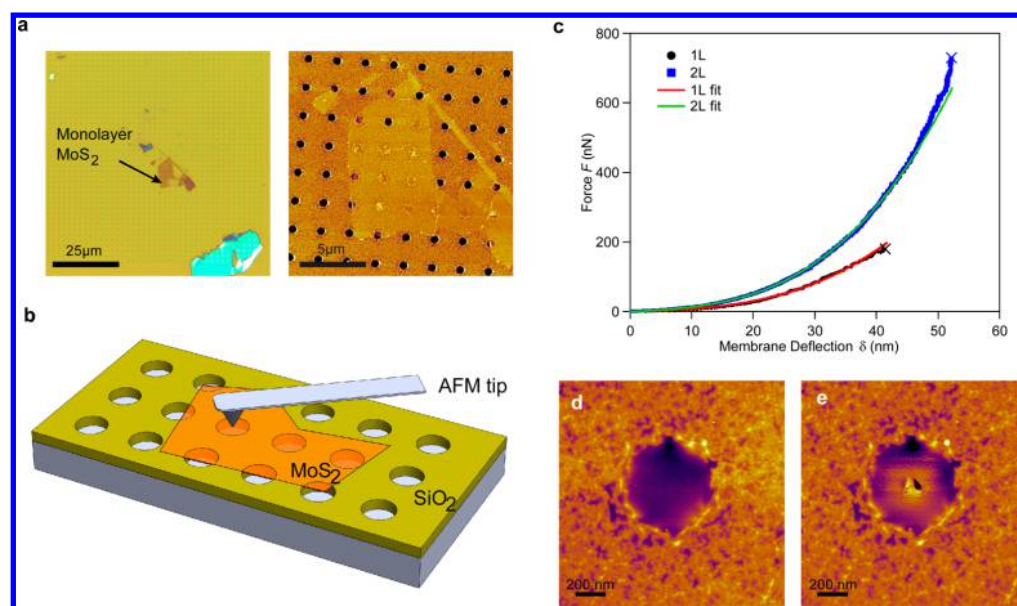 a
Monolayer
MoS2
25μm
5μm
b
AFM tip
MoS2
SiO2
c
800
600
400
200
0
Force F (nN)
1L
2L
1L fit
2L fit
0
10
20
30
40
50
60
Membrane Deflection δ (nm)
d
200 nm
e
200 nm